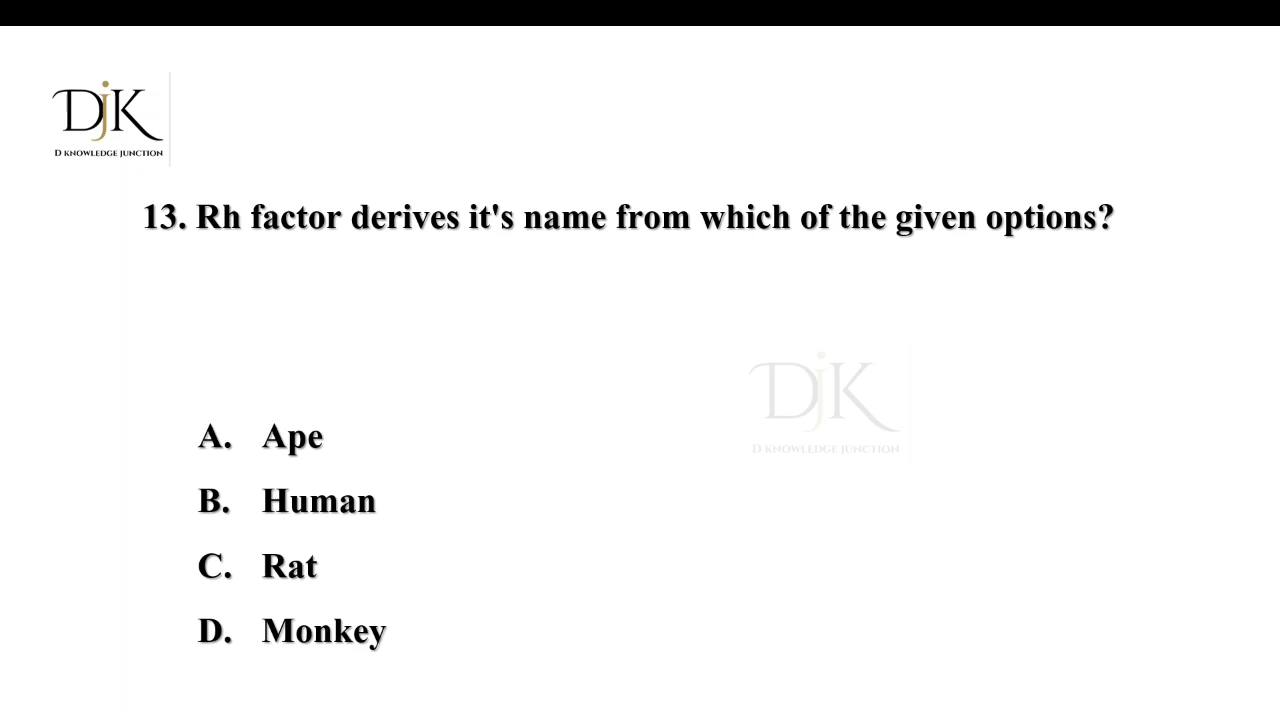 DjK
D KNOWLEDGE JUNCTION
13. Rh factor derives it's name from which of the given options?
DjK
D KNOWLEDGE JUNCTION
A. Ape
B. Human
C. Rat
D. Monkey